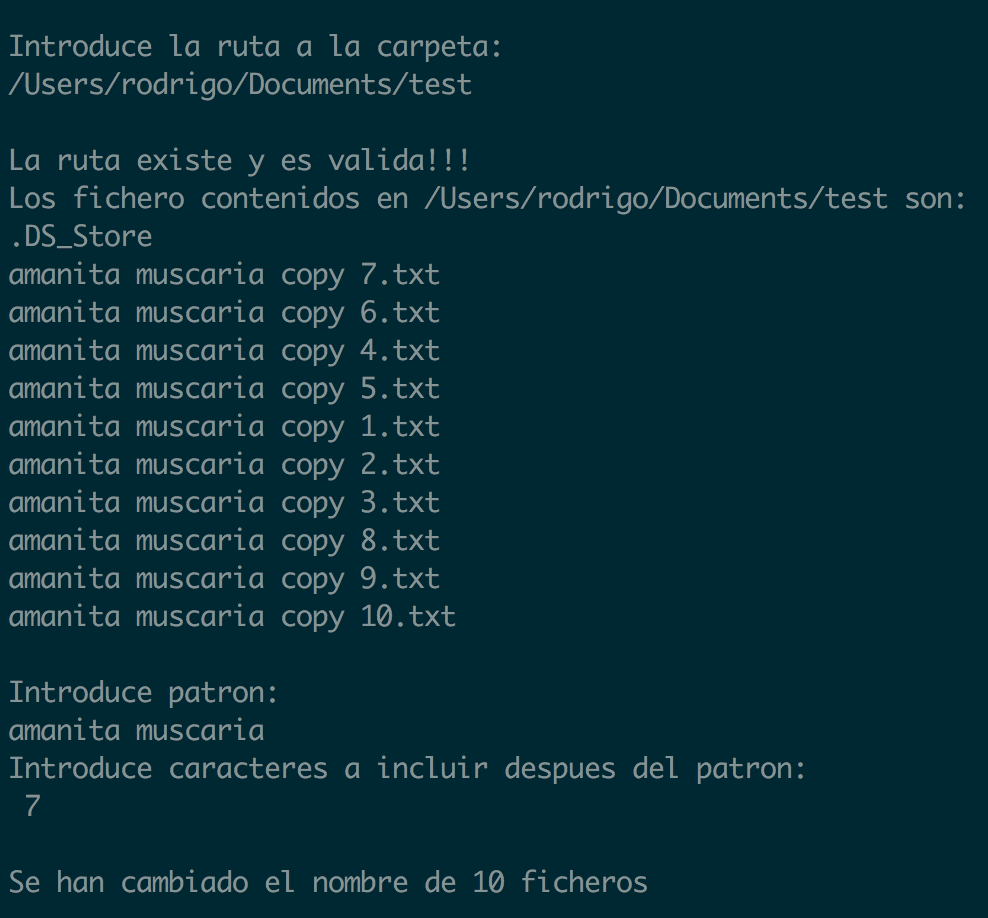 Introduce la ruta a la carpeta:
/Users/rodrigo/Documents/test
La ruta existe y es valida!!!
Los fichero contenidos en /Users/rodrigo/Documents/test son:
.DS_Store
amanita muscaria copy 7.txt
amanita muscaria copy 6.txt
amanita muscaria copy 4.txt
amanita muscaria copy 5.txt
amanita muscaria copy 1.txt
amanita muscaria copy 2.txt
amanita muscaria copy 3.txt
amanita muscaria copy 8.txt
amanita muscaria copy 9.txt
amanita muscaria copy 10.txt
Introduce patron:
amanita muscaria
Introduce caracteres a incluir despues del patron:
 7
Se han cambiado el nombre de 10 ficheros